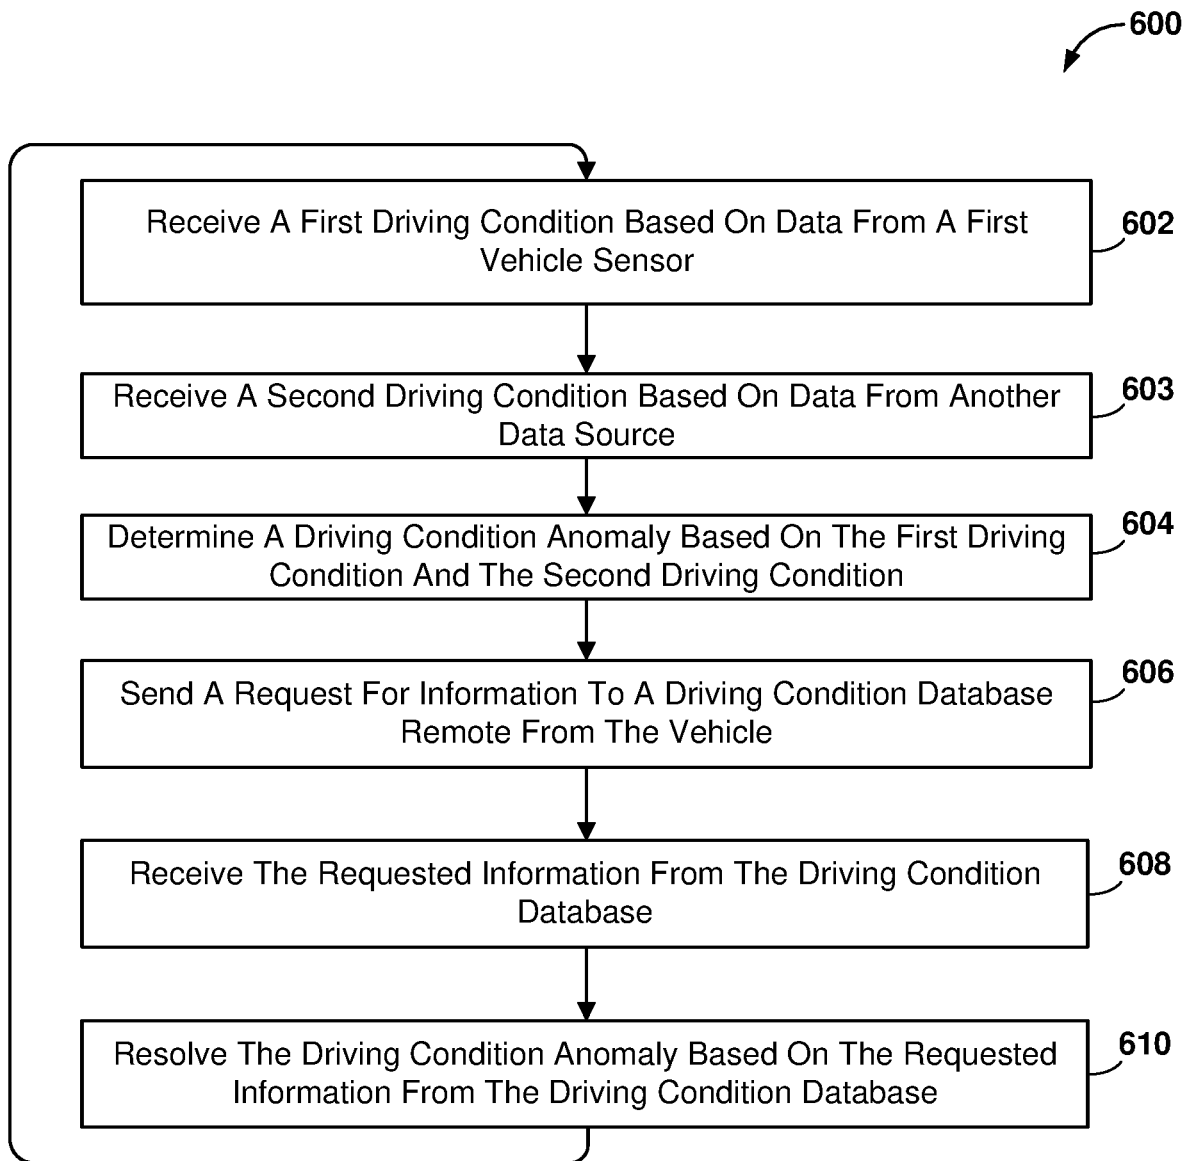 600
Receive A First Driving Condition Based On Data From A First
Vehicle Sensor
602
Receive A Second Driving Condition Based On Data From Another
Data Source
603
Determine A Driving Condition Anomaly Based On The First Driving
Condition And The Second Driving Condition
604
Send A Request For Information To A Driving Condition Database
Remote From The Vehicle
606
Receive The Requested Information From The Driving Condition
Database
608
Resolve The Driving Condition Anomaly Based On The Requested
Information From The Driving Condition Database
610